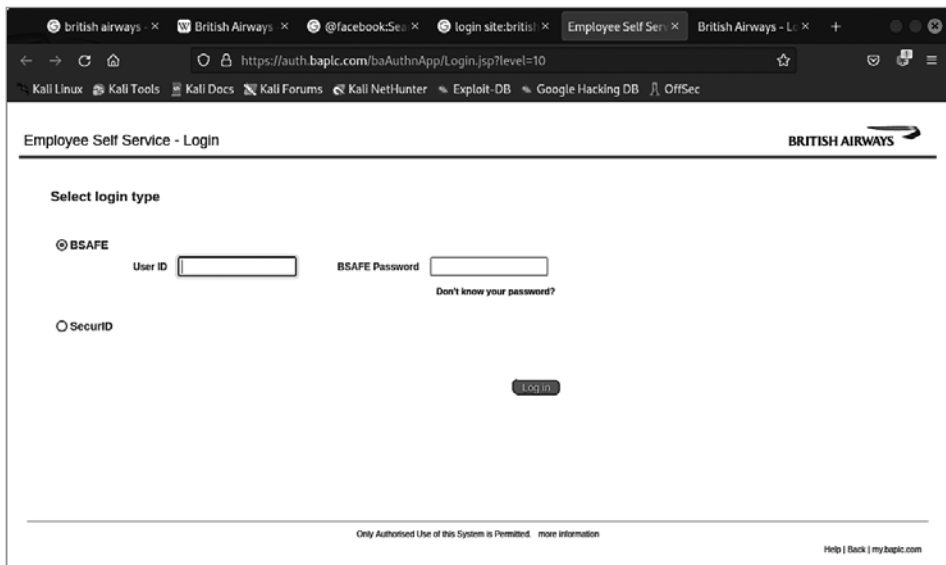 british airways - British Airways - @facebook:Sea login site:britis Employee Self Serv British Airways - Lo
https://auth.baplc.com/baAuthnApp/Login.jsp?level=10
Kali Linux Kali Tools Kali Docs Kali Forums Kali NetHunter Exploit-DB Google Hacking DB OffSec
Employee Self Service - Login BRITISH AIRWAYS
Select login type
BSAFE
User ID BSAFE Password
Don't know your password?
SecurID
Log in
Only Authorised Use of this System is Permitted. more information
Help | Back | my.baplc.com